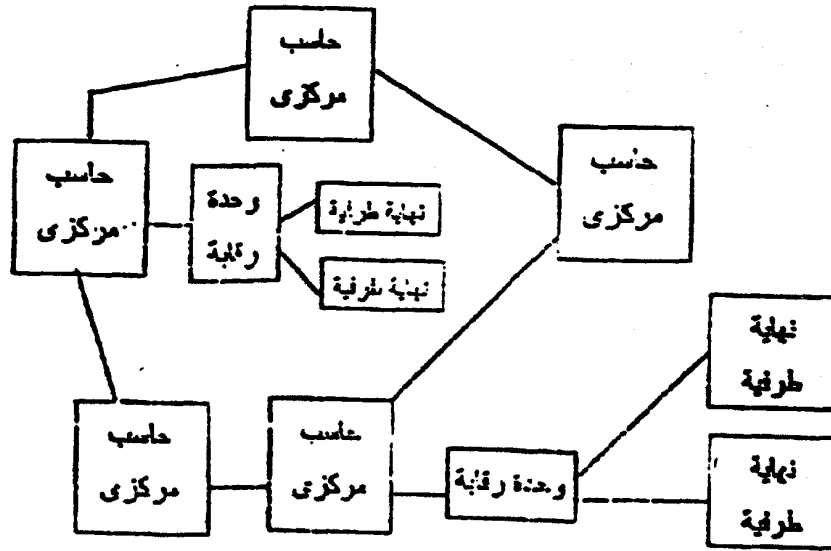 حاسب
مركزى
حاسب
مركزى
حاسب
مركزى
وحدة
رقابة
نهاية طرفية
نهاية طرفية
نهاية
طرفية
حاسب
مركزى
حاسب
مركزى
وحدة رقابة
نهاية
طرفية